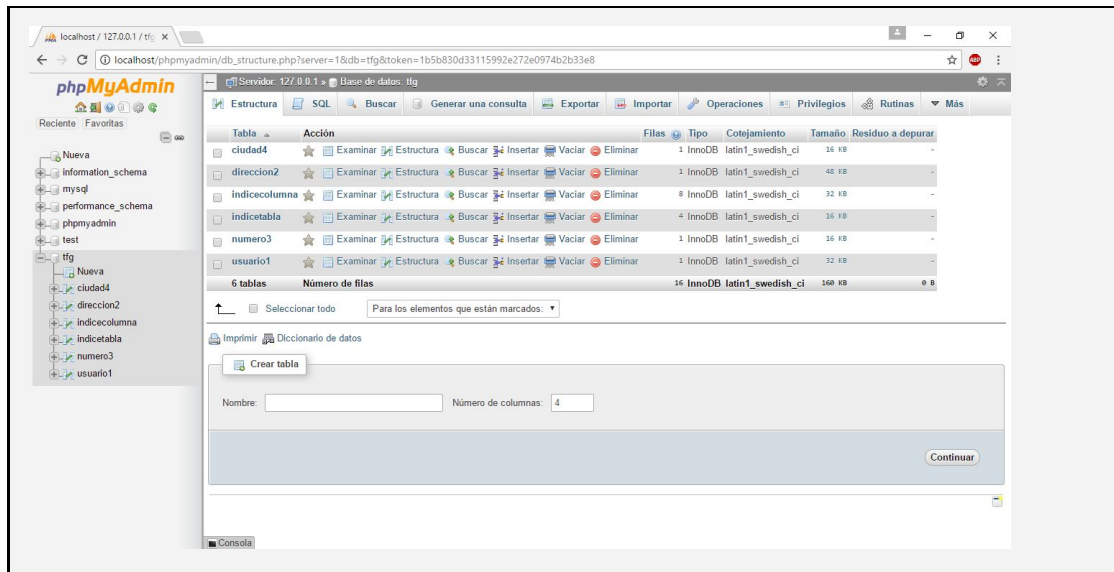 localhost / 127.0.0.1 / tfg
localhost/phpmyadmin/db_structure.php?server=1&db=tfg&token=1b5b830d33115992e272e0974b2b33e8
ABP
phpMyAdmin
Reciente Favoritas
Nueva
information_schema
mysql
performance_schema
phpmyadmin
test
tfg
Nueva
ciudad4
direccion2
indicecolumna
indicetabla
numero3
usuario1
Servidor: 127.0.0.1 » Base de datos: tfg
Estructura SQL Buscar Generar una consulta Exportar Importar Operaciones Privilegios Rutinas Más
Tabla Acción Filas Tipo Cotejamiento Tamaño Residuo a depurar
ciudad4 Examinar Estructura Buscar Insertar Vaciar Eliminar 1 InnoDB latin1_swedish_ci 16 KB -
direccion2 Examinar Estructura Buscar Insertar Vaciar Eliminar 1 InnoDB latin1_swedish_ci 48 KB -
indicecolumna Examinar Estructura Buscar Insertar Vaciar Eliminar 8 InnoDB latin1_swedish_ci 32 KB -
indicetabla Examinar Estructura Buscar Insertar Vaciar Eliminar 4 InnoDB latin1_swedish_ci 16 KB -
numero3 Examinar Estructura Buscar Insertar Vaciar Eliminar 1 InnoDB latin1_swedish_ci 16 KB -
usuario1 Examinar Estructura Buscar Insertar Vaciar Eliminar 1 InnoDB latin1_swedish_ci 32 KB -
6 tablas Número de filas 16 InnoDB latin1_swedish_ci 160 KB 0 B
Seleccionar todo Para los elementos que están marcados:
Imprimir Diccionario de datos
Crear tabla
Nombre: Número de columnas: 4
Continuar
Consola